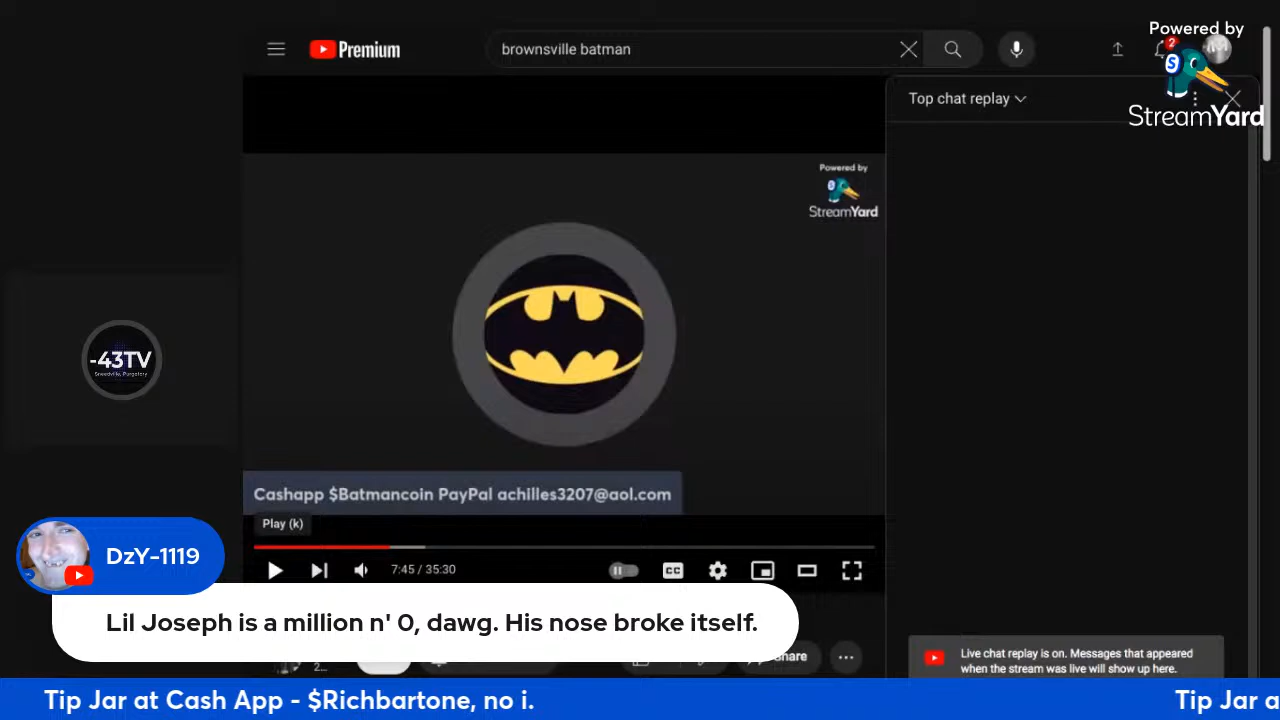 Powered by
StreamYard
Premium
brownsville batman
2
Top chat replay
Powered by
StreamYard
-43TV
Cashapp $Batmancoin PayPal achilles3207@aol.com
Play (k)
7:45 / 35:30
CC
DzY-1119
Lil Joseph is a million n' 0, dawg. His nose broke itself.
2...
Share
Live chat replay is on. Messages that appeared
when the stream was live will show up here.
Tip Jar at Cash App - $Richbartone, no i.
Tip Jar a